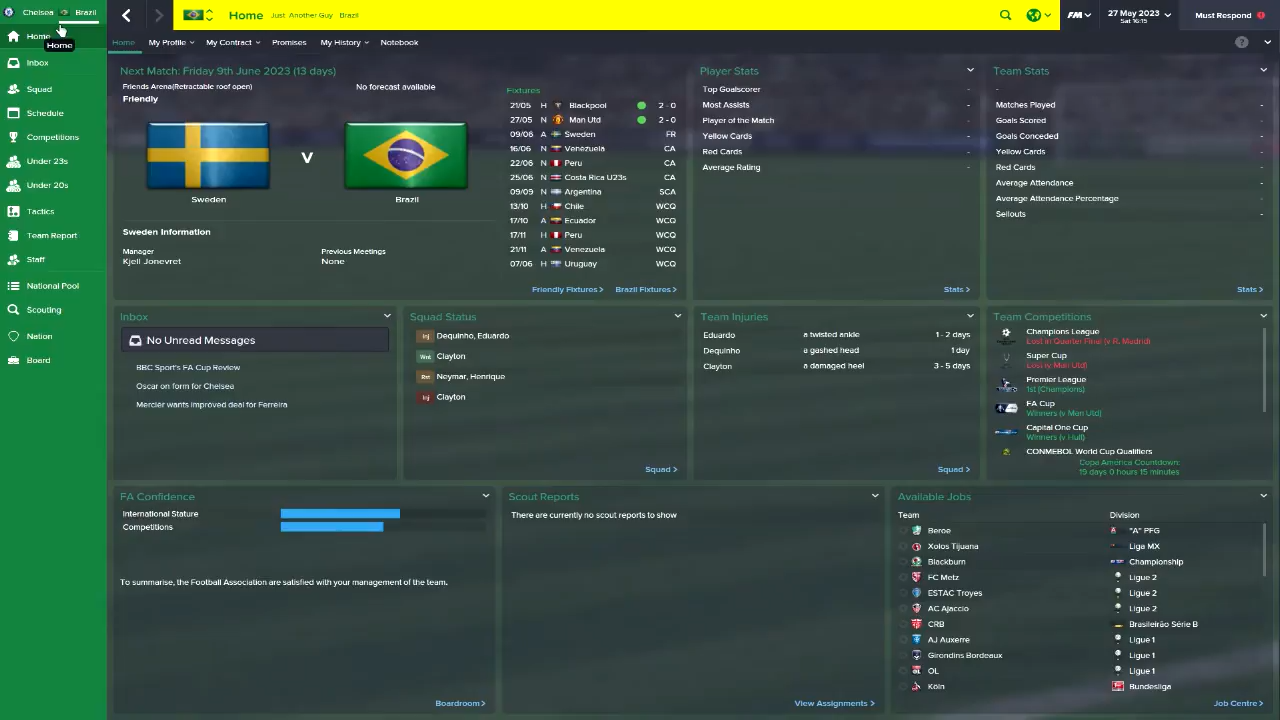 Chelsea Brazil
Home Just Another Guy Brazil
FM
27 May 2023
Sat 16:15
Must Respond
Home
Home
Inbox
Squad
Schedule
Competitions
Under 23s
Under 20s
Tactics
Team Report
Staff
National Pool
Scouting
Nation
Board
Home My Profile My Contract Promises My History Notebook
Next Match: Friday 9th June 2023 (13 days)
Friends Arena(Retractable roof open)
No forecast available
Friendly
V
Sweden
Brazil
Sweden Information
Manager
Kjell Jonevret
Previous Meetings
None
Fixtures
21/05 H Blackpool 2 - 0
27/05 N Man Utd 2 - 0
09/06 A Sweden FR
16/06 N Venezuela CA
22/06 N Peru CA
25/06 N Costa Rica U23s CA
09/09 N Argentina SCA
13/10 H Chile WCQ
17/10 A Ecuador WCQ
17/11 H Peru WCQ
21/11 A Venezuela WCQ
07/06 H Uruguay WCQ
Friendly Fixtures > Brazil Fixtures >
Player Stats
Top Goalscorer -
Most Assists -
Player of the Match -
Yellow Cards -
Red Cards -
Average Rating -
Stats >
Team Stats
-
Matches Played -
Goals Scored -
Goals Conceded -
Yellow Cards -
Red Cards -
Average Attendance -
Average Attendance Percentage -
Sellouts -
Stats >
Inbox
No Unread Messages
BBC Sport's FA Cup Review
Oscar on form for Chelsea
Mercier wants improved deal for Ferreira
Squad Status
Inj Dequinho, Eduardo
Wnt Clayton
Rst Neymar, Henrique
Inj Clayton
Squad >
Team Injuries
Eduardo a twisted ankle 1 - 2 days
Dequinho a gashed head 1 day
Clayton a damaged heel 3 - 5 days
Squad >
Team Competitions
Champions League
Lost in Quarter Final (v R. Madrid)
Super Cup
Lost (v Man Utd)
Premier League
1st (Champions)
FA Cup
Winners (v Man Utd)
Capital One Cup
Winners (v Hull)
CONMEBOL World Cup Qualifiers
Copa América Countdown:
19 days 0 hours 15 minutes
FA Confidence
International Stature
Competitions
To summarise, the Football Association are satisfied with your management of the team.
Boardroom >
Scout Reports
There are currently no scout reports to show
View Assignments >
Available Jobs
Team Division
Beroe "A" PFG
Xolos Tijuana Liga MX
Blackburn Championship
FC Metz Ligue 2
ESTAC Troyes Ligue 2
AC Ajaccio Ligue 2
CRB Brasileirão Série B
AJ Auxerre Ligue 1
Girondins Bordeaux Ligue 1
OL Ligue 1
Köln Bundesliga
Job Centre >